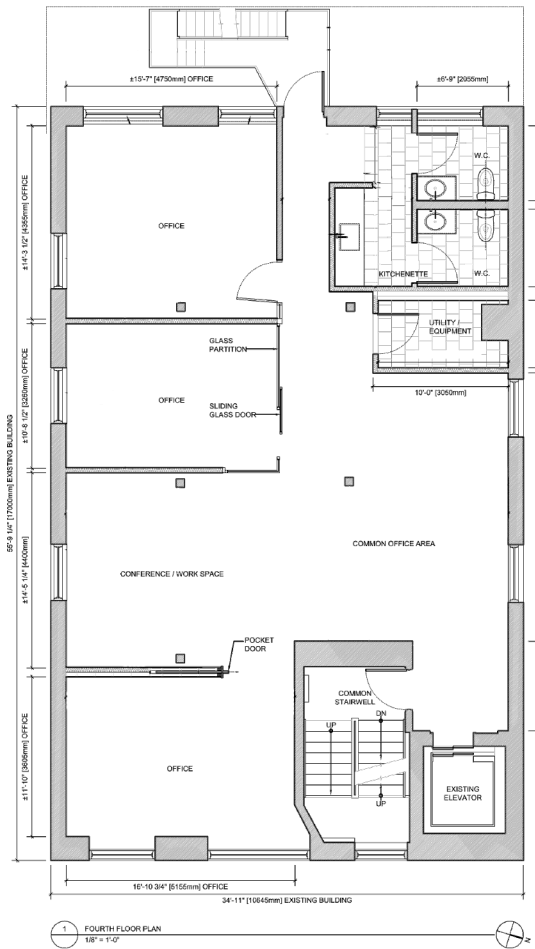 ±15'-7" [4750mm] OFFICE
±6'-9" [2055mm]
±14'-3 1/2" [4355mm] OFFICE
OFFICE
W.C.
KITCHENETTE
W.C.
UTILITY /
EQUIPMENT
GLASS
PARTITION
±10'-8 1/2" [3260mm] OFFICE
OFFICE
SLIDING
GLASS DOOR
10'-0" [3050mm]
55'-9 1/4" [17000mm] EXISTING BUILDING
±14'-5 1/4" [4400mm]
COMMON OFFICE AREA
CONFERENCE / WORK SPACE
POCKET
DOOR
COMMON
STAIRWELL
UP
DN
±11'-10" [3605mm] OFFICE
OFFICE
EXISTING
ELEVATOR
UP
16'-10 3/4" [5155mm] OFFICE
34'-11" [10645mm] EXISTING BUILDING
1
FOURTH FLOOR PLAN
1/8" = 1'-0"
N